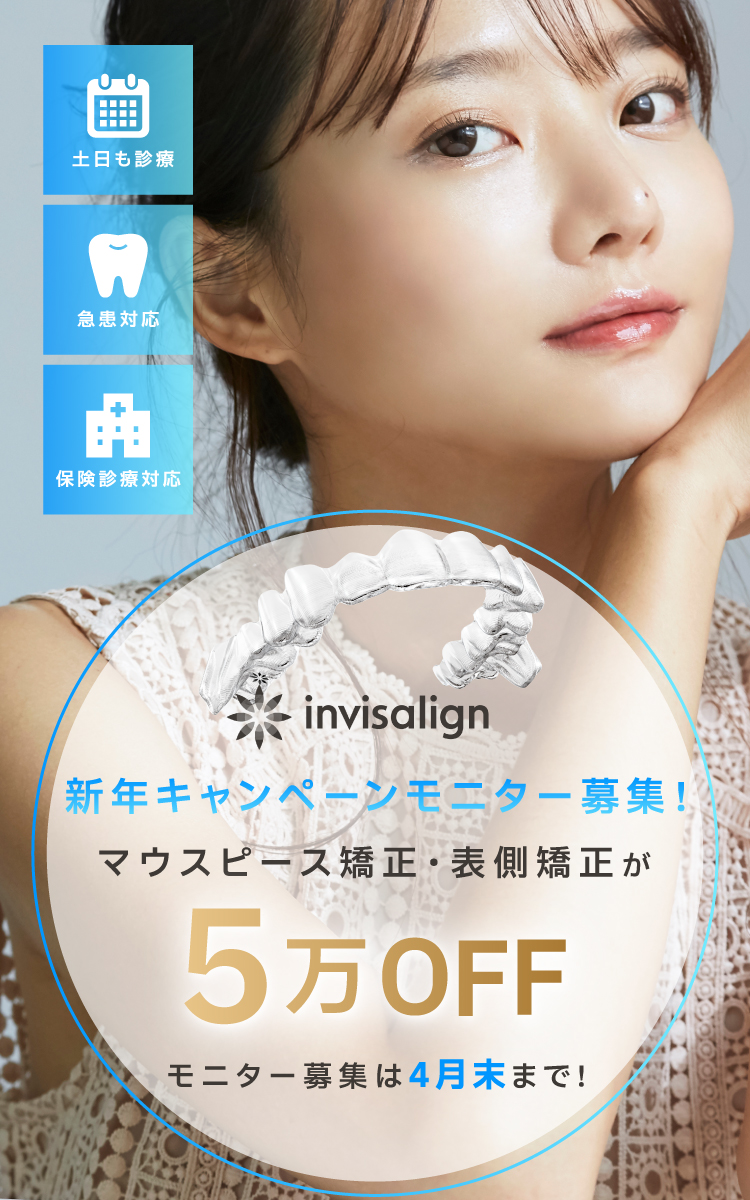 土日も診療
急患対応
保険診療対応
invisalign
新年キャンペーンモニター募集!
マウスピース矯正・表側矯正が
5万OFF
モニター募集は4月末まで!